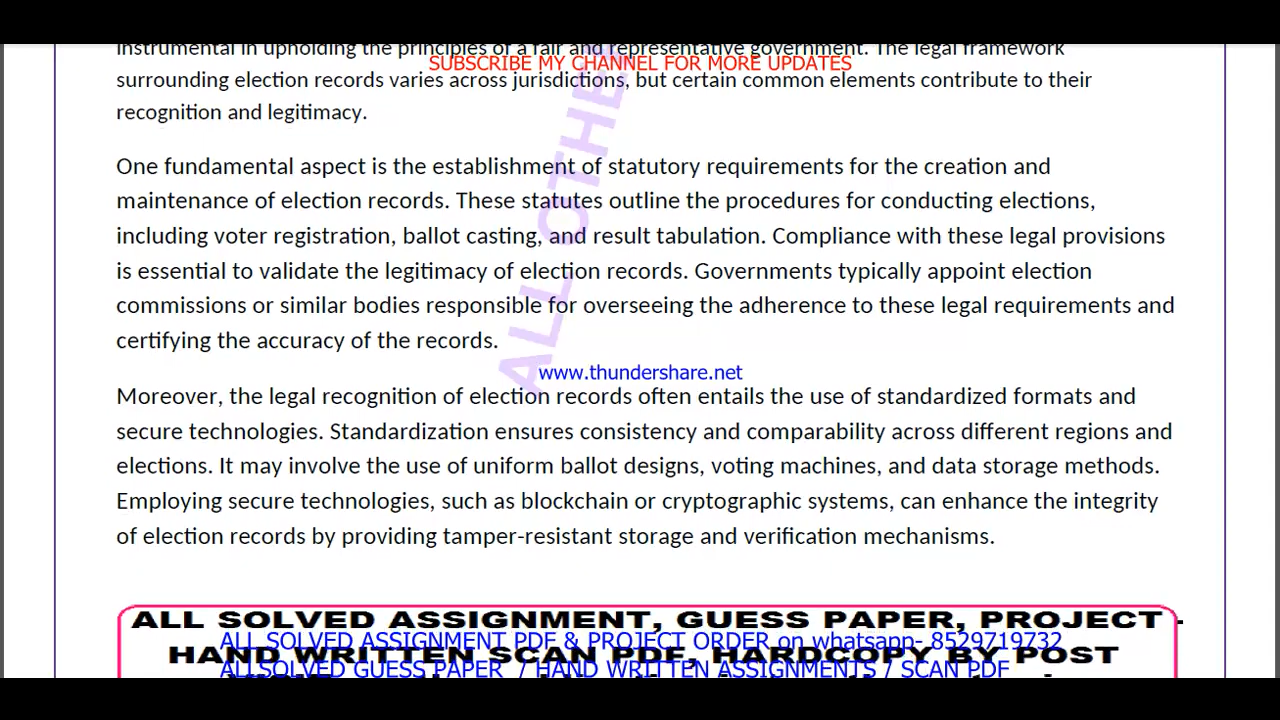 instrumental in upholding the principles of a fair and representative government. The legal framework
SUBSCRIBE MY CHANNEL FOR MORE UPDATES
surrounding election records varies across jurisdictions, but certain common elements contribute to their
recognition and legitimacy.
One fundamental aspect is the establishment of statutory requirements for the creation and
maintenance of election records. These statutes outline the procedures for conducting elections,
including voter registration, ballot casting, and result tabulation. Compliance with these legal provisions
is essential to validate the legitimacy of election records. Governments typically appoint election
commissions or similar bodies responsible for overseeing the adherence to these legal requirements and
certifying the accuracy of the records.
ALL OTHE
www.thundershare.net
Moreover, the legal recognition of election records often entails the use of standardized formats and
secure technologies. Standardization ensures consistency and comparability across different regions and
elections. It may involve the use of uniform ballot designs, voting machines, and data storage methods.
Employing secure technologies, such as blockchain or cryptographic systems, can enhance the integrity
of election records by providing tamper-resistant storage and verification mechanisms.
ALL SOLVED ASSIGNMENT, GUESS PAPER, PROJECT -
ALL SOLVED ASSIGNMENT PDF & PROJECT ORDER on whatsapp- 8529719732
HAND WRITTEN SCAN PDF, HARDCOPY BY POST
ALLSOLVED GUESS PAPER / HAND WRITTEN ASSIGNMENTS / SCAN PDF